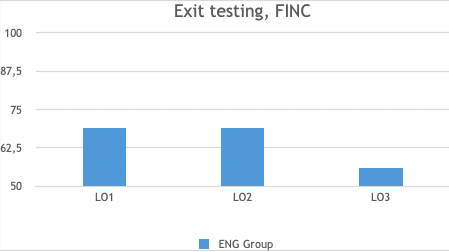 Exit testing, FINC
100
87,5
75
62,5
50
LO1 LO2 LO3
ENG Group